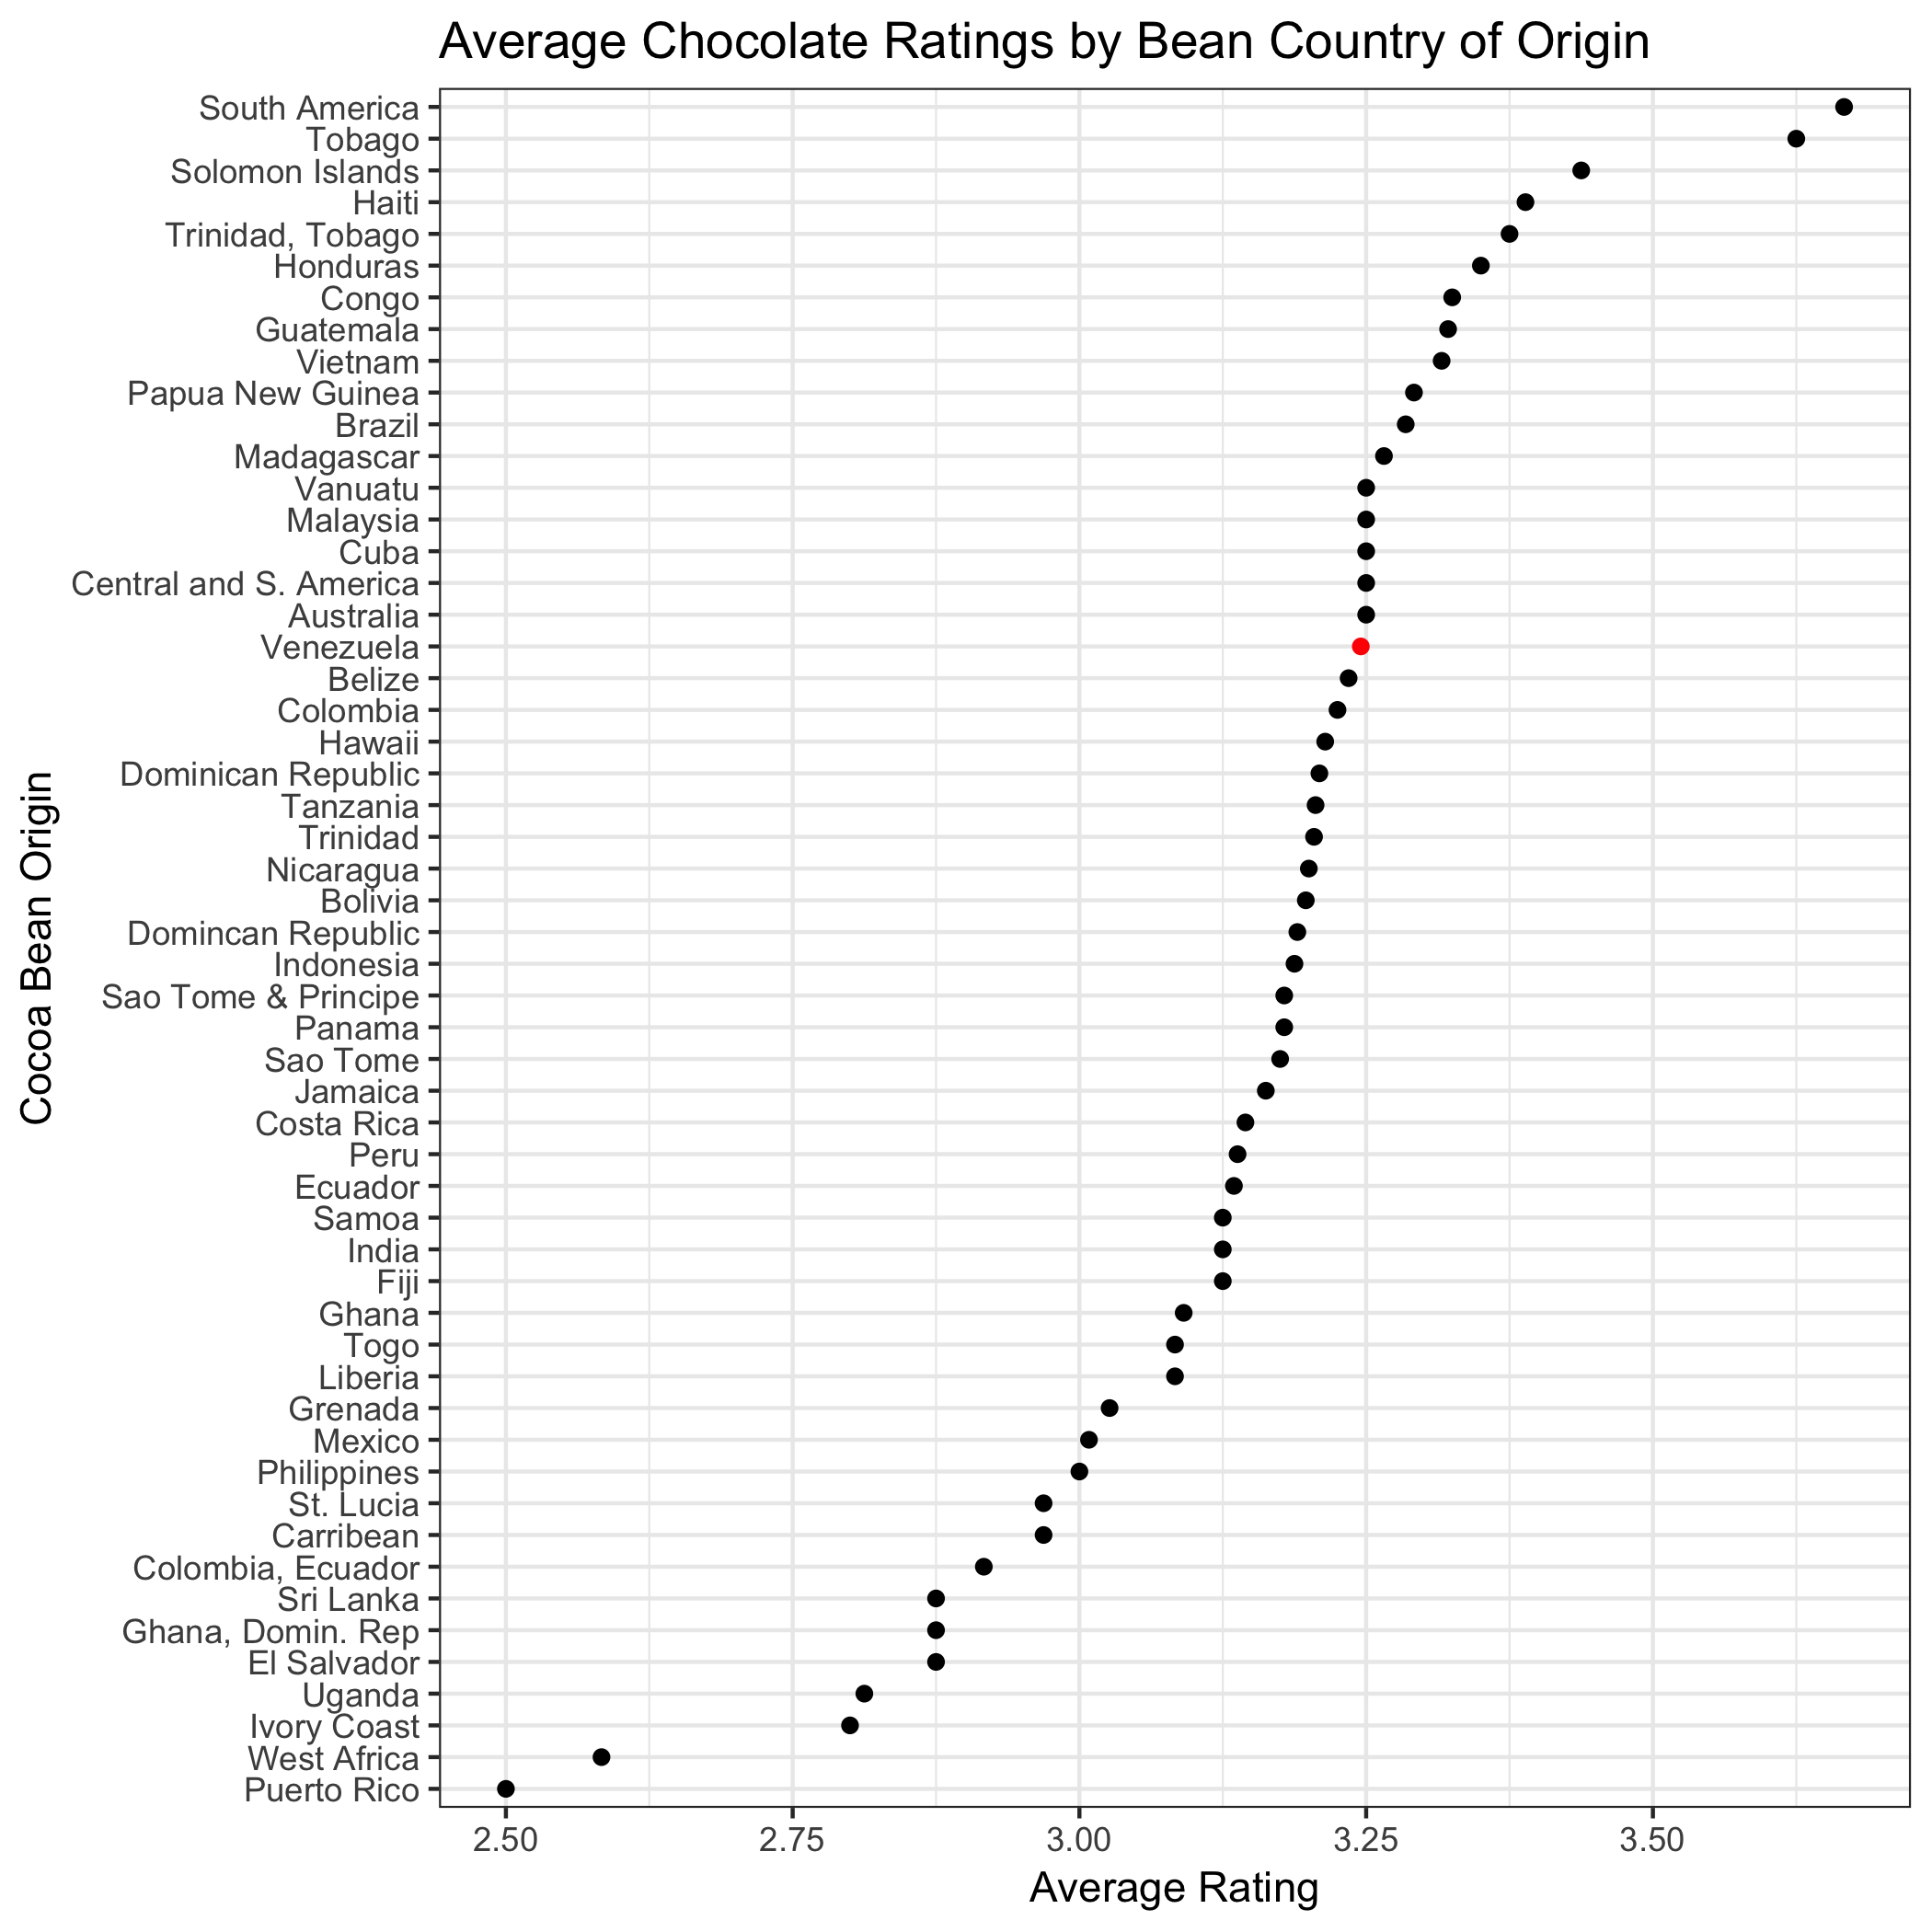 Average Chocolate Ratings by Bean Country of Origin
South America
Tobago
Solomon Islands
Haiti
Trinidad, Tobago
Honduras
Congo
Guatemala
Vietnam
Papua New Guinea
Brazil
Madagascar
Vanuatu
Malaysia
Cuba
Central and S. America
Australia
Venezuela
Belize
Colombia
Hawaii
Dominican Republic
Tanzania
Trinidad
Nicaragua
Bolivia
Domincan Republic
Indonesia
Sao Tome & Principe
Panama
Sao Tome
Jamaica
Costa Rica
Peru
Ecuador
Samoa
India
Fiji
Ghana
Togo
Liberia
Grenada
Mexico
Philippines
St. Lucia
Carribean
Colombia, Ecuador
Sri Lanka
Ghana, Domin. Rep
El Salvador
Uganda
Ivory Coast
West Africa
Puerto Rico
Cocoa Bean Origin
2.50 2.75 3.00 3.25 3.50
Average Rating